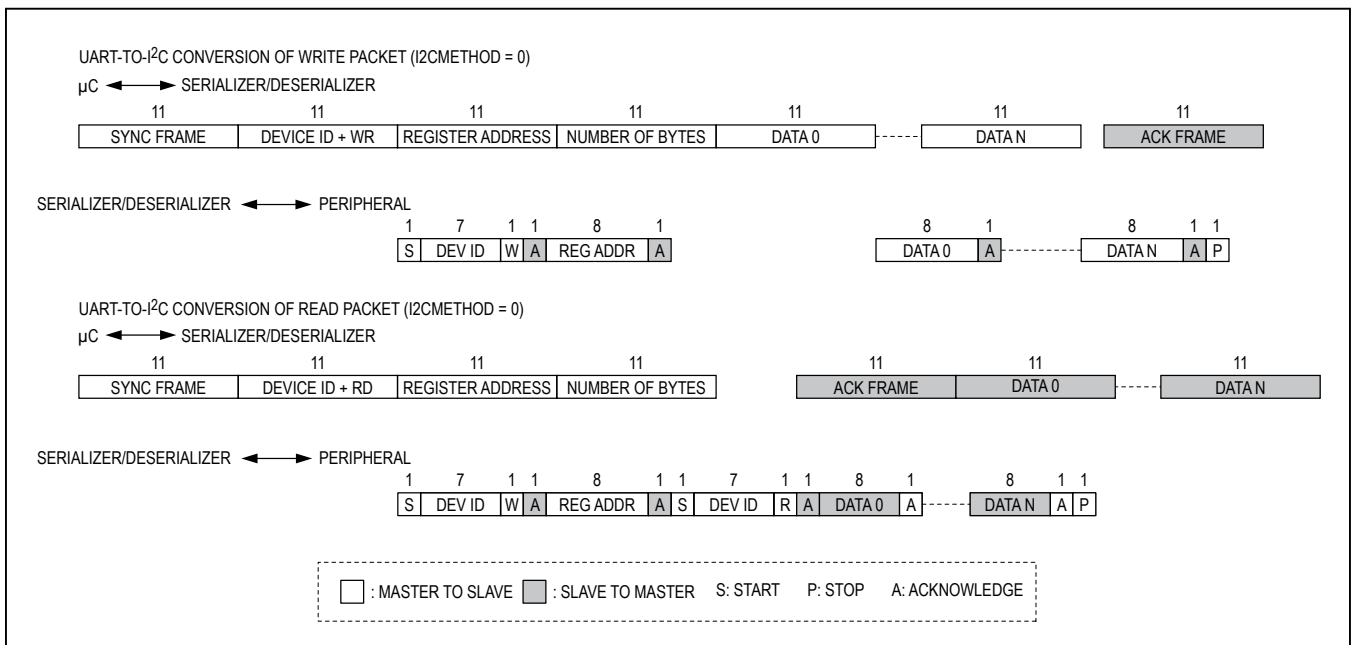 UART-TO-I2C CONVERSION OF WRITE PACKET (I2CMETHOD = 0)
µC SERIALIZER/DESERIALIZER
11 11 11 11 11 11 11
SYNC FRAME DEVICE ID + WR REGISTER ADDRESS NUMBER OF BYTES DATA 0 DATA N ACK FRAME
SERIALIZER/DESERIALIZER PERIPHERAL
1 7 1 1 8 1 8 1 8 1 1
S DEV ID W A REG ADDR A DATA 0 A DATA N A P
UART-TO-I2C CONVERSION OF READ PACKET (I2CMETHOD = 0)
µC SERIALIZER/DESERIALIZER
11 11 11 11 11 11 11
SYNC FRAME DEVICE ID + RD REGISTER ADDRESS NUMBER OF BYTES ACK FRAME DATA 0 DATA N
SERIALIZER/DESERIALIZER PERIPHERAL
1 7 1 1 8 1 1 7 1 1 8 1 8 1 1
S DEV ID W A REG ADDR A S DEV ID R A DATA 0 A DATA N A P
: MASTER TO SLAVE : SLAVE TO MASTER S: START P: STOP A: ACKNOWLEDGE